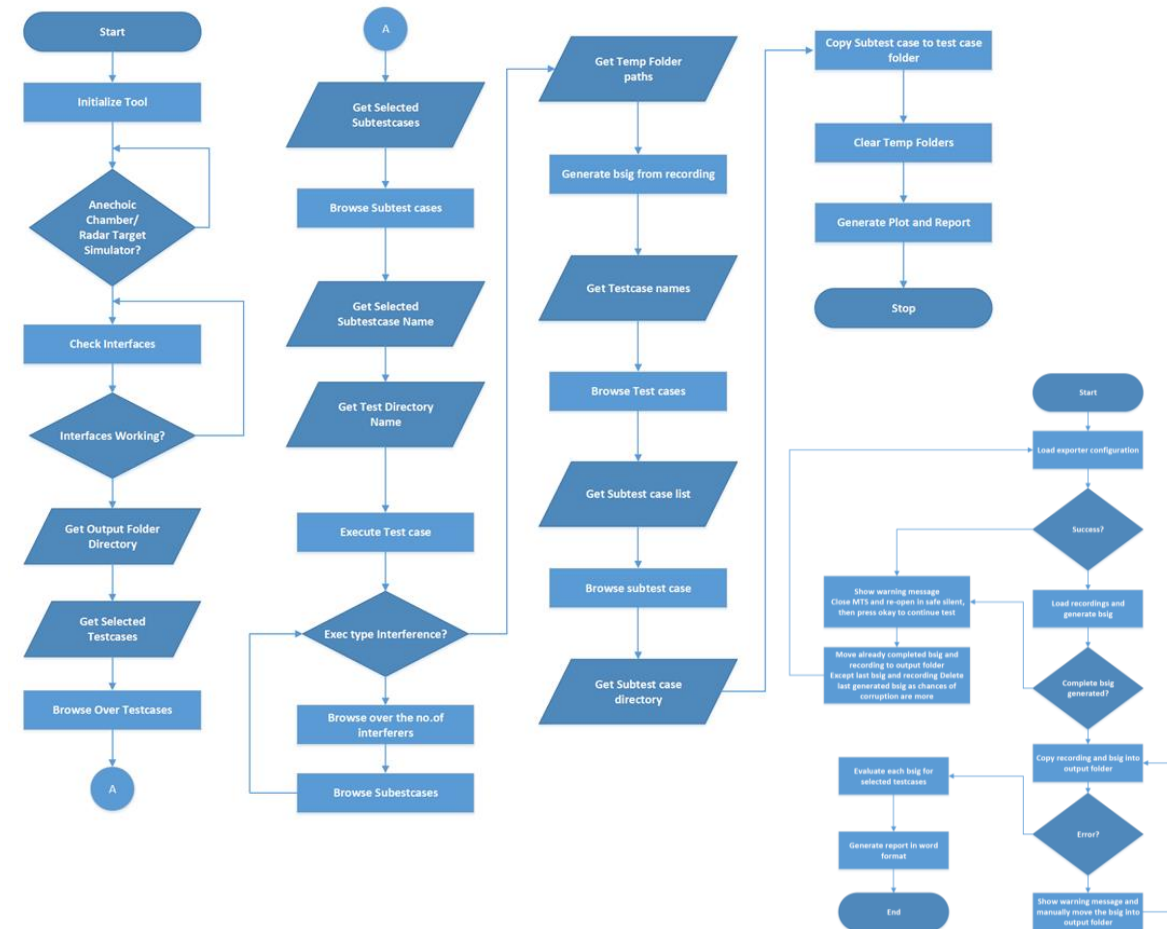 Start
Initialize Tool
Anechoic
Chamber/
Radar Target
Simulator?
Check Interfaces
Interfaces Working?
Get Output Folder
Directory
Get Selected
Testcases
Browse Over Testcases
A
A
Get Selected
Subtestcases
Browse Subtest cases
Get Selected
Subtestcase Name
Get Test Directory
Name
Execute Test case
Exec type Interference?
Browse over the no.of
interferers
Browse Subestcases
Get Temp Folder
paths
Generate bsig from recording
Get Testcase names
Browse Test cases
Get Subtest case list
Browse subtest case
Get Subtest case
directory
Copy Subtest case to test case
folder
Clear Temp Folders
Generate Plot and Report
Stop
Start
Load exporter configuration
Success?
Show warning message
Close MTS and re-open in safe silent,
then press okay to continue test
Load recordings and
generate bsig
Move already completed bsig and
recording to output folder
Except last bsig and recording Delete
last generated bsig as chances of
corruption are more
Complete bsig
generated?
Copy recording and bsig into
output folder
Evaluate each bsig for
selected testcases
Error?
Generate report in word
format
End
Show warning message and
manually move the bsig into
output folder